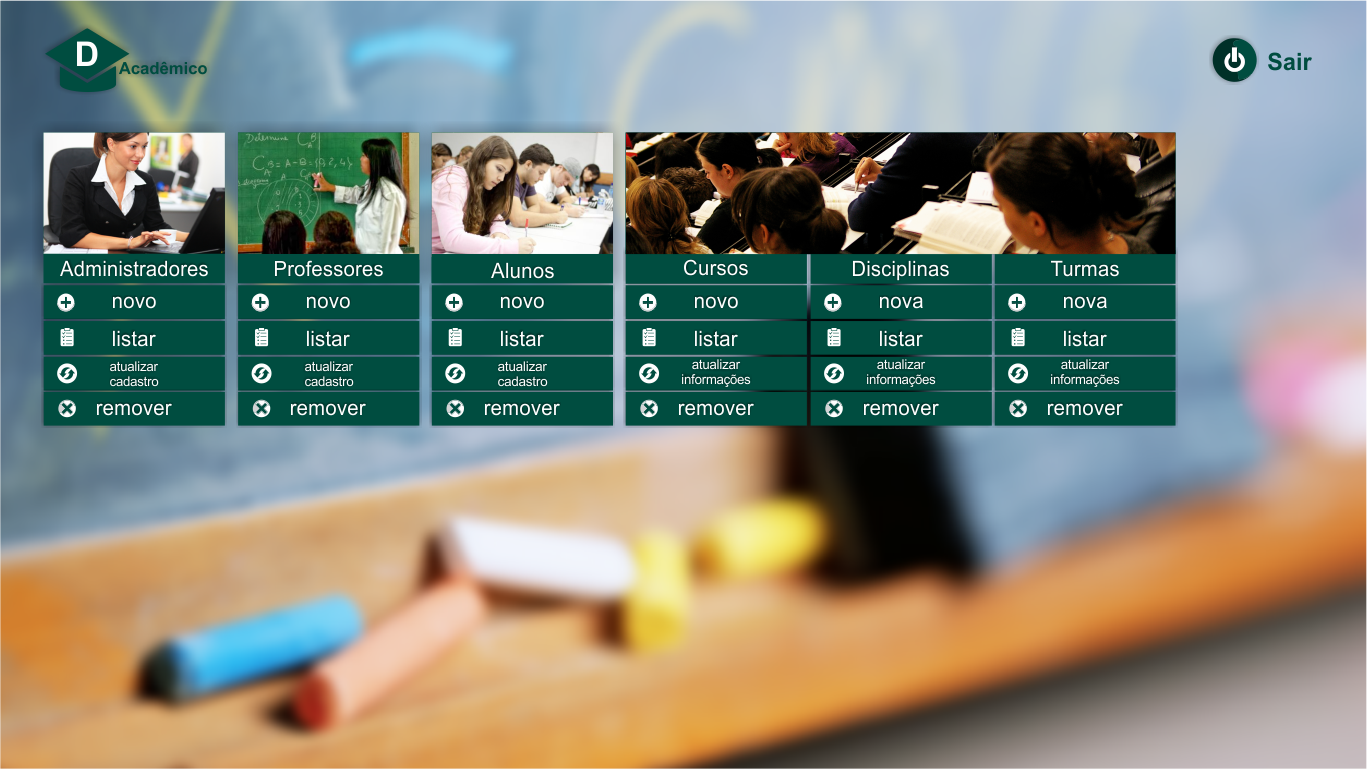 D
Acadêmico
Sair
Administradores
novo
listar
atualizar
cadastro
remover
Professores
novo
listar
atualizar
cadastro
remover
Alunos
novo
listar
atualizar
cadastro
remover
Cursos
novo
listar
atualizar
informações
remover
Disciplinas
nova
listar
atualizar
informações
remover
Turmas
nova
listar
atualizar
informações
remover